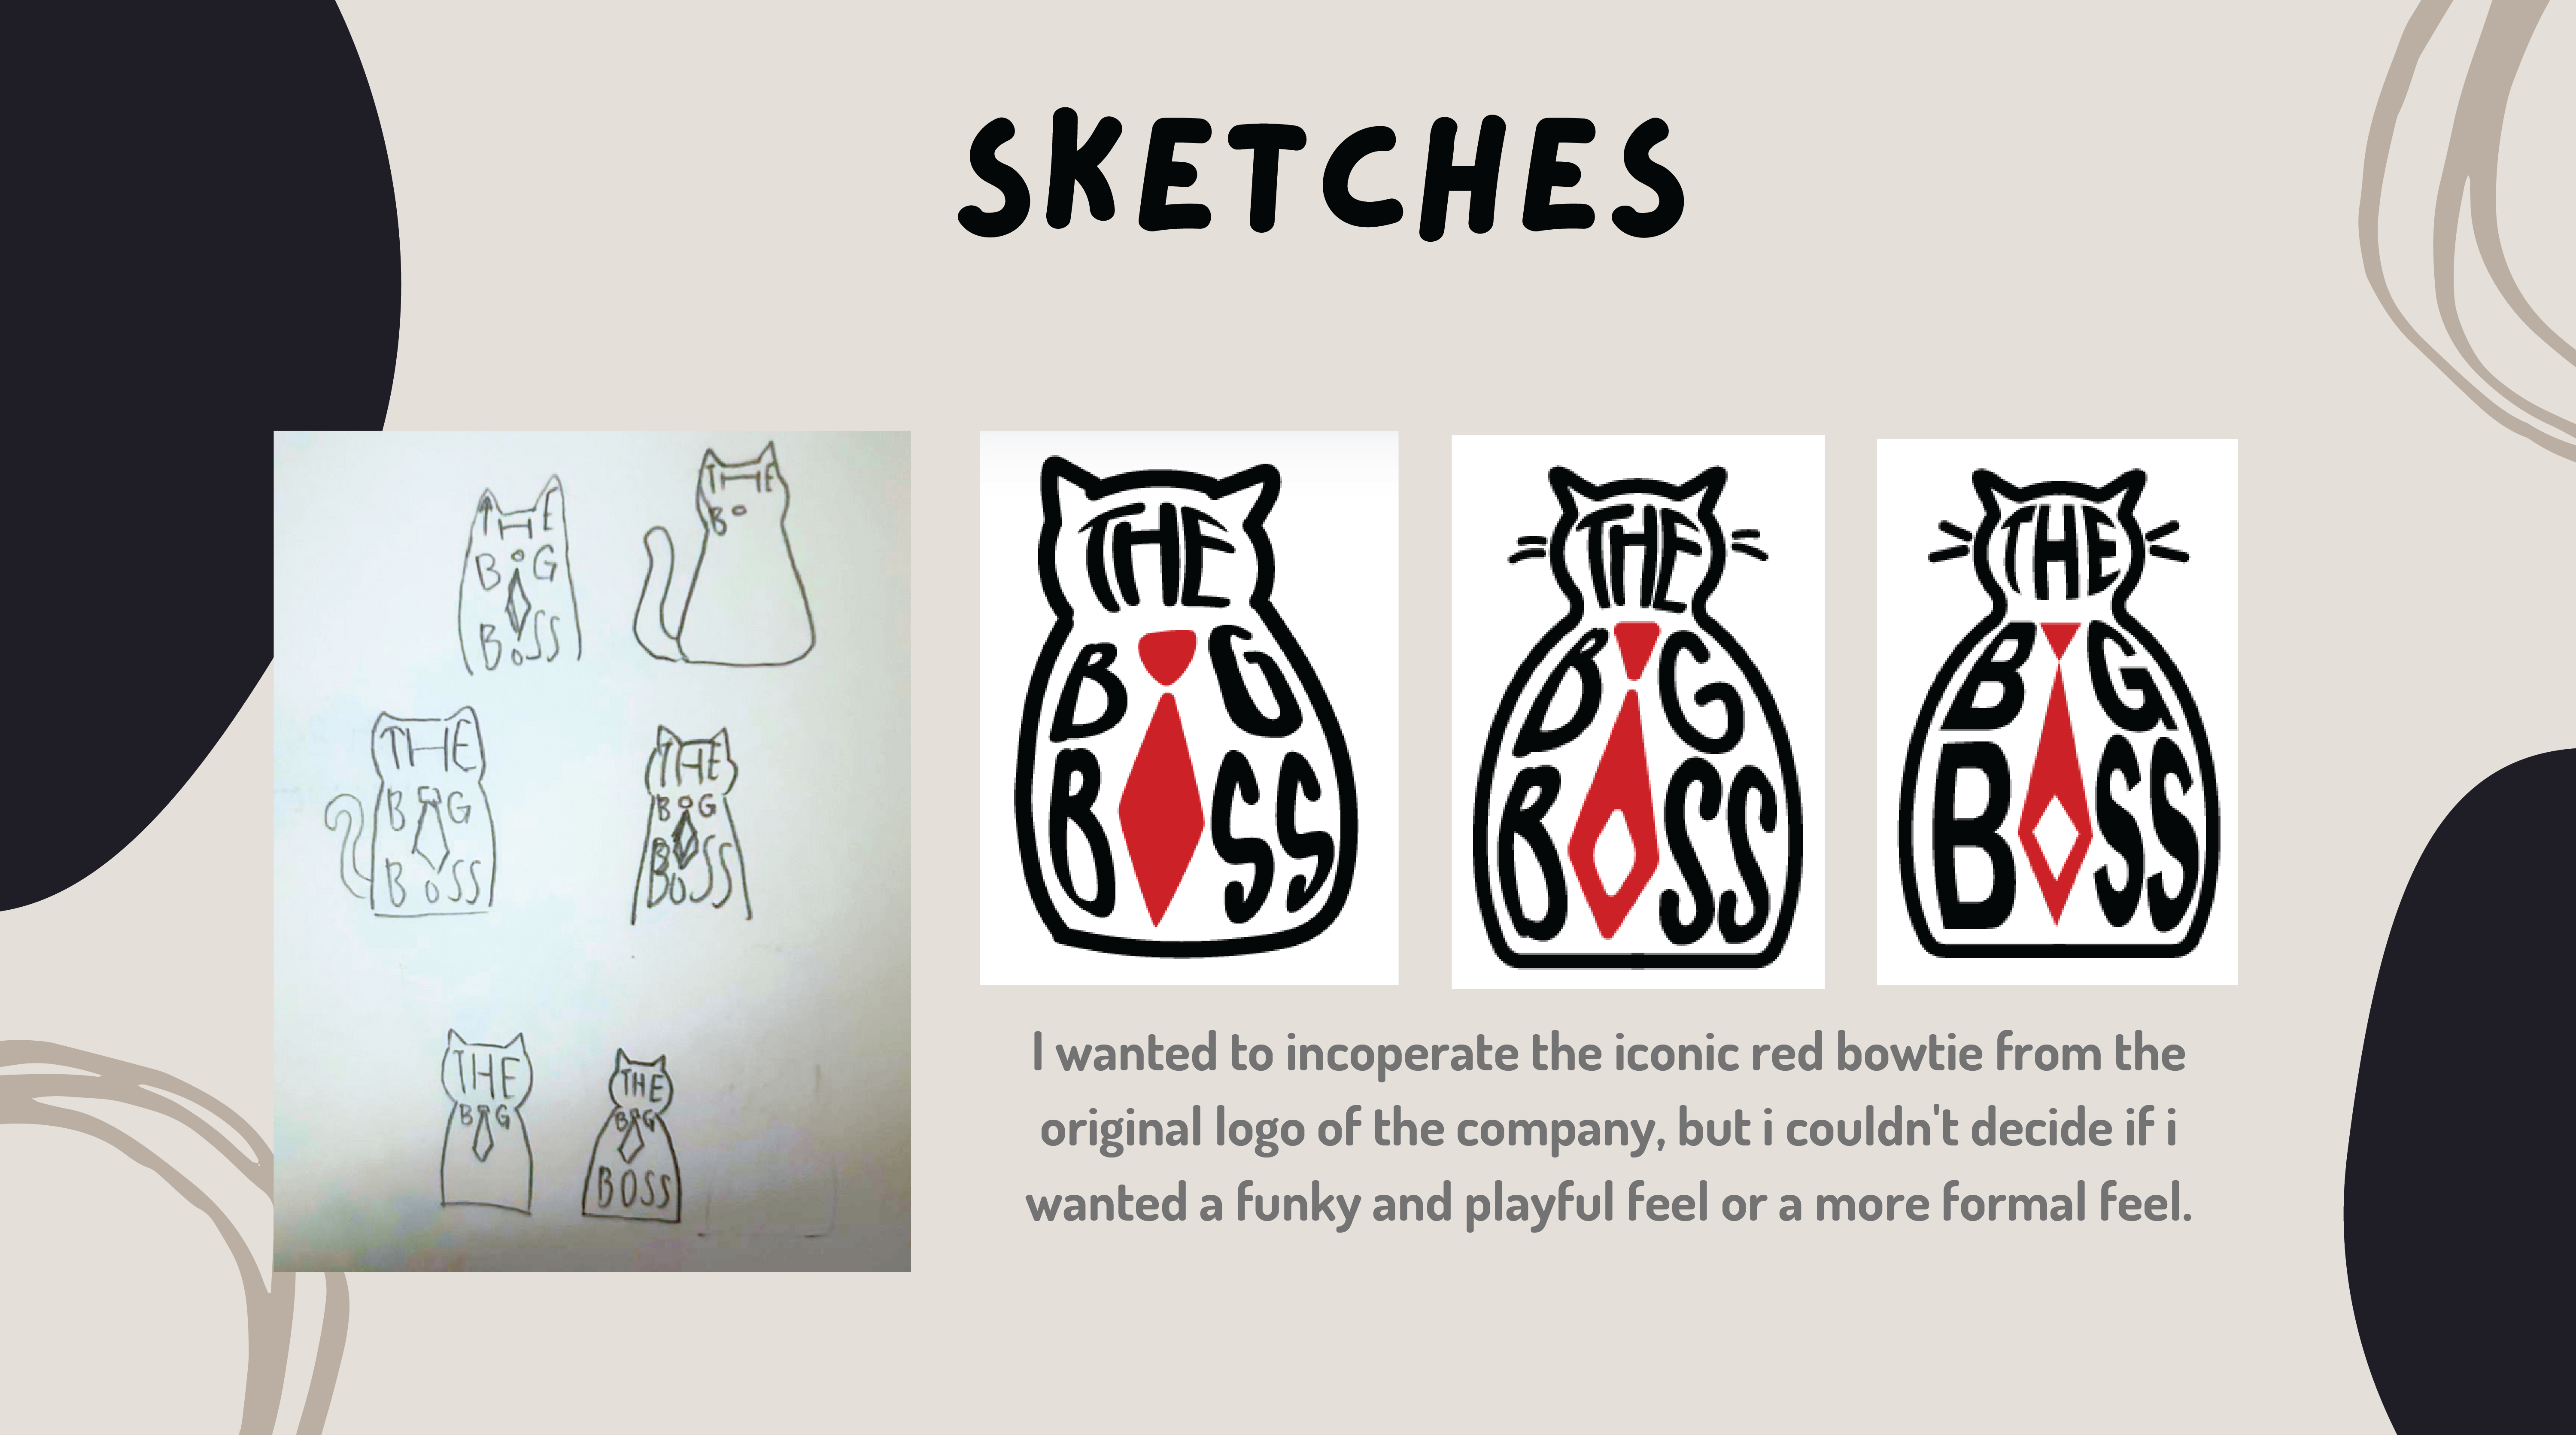 SKETCHES
THE
B G
BOSS
THE
B
THE
B G
BOSS
THE
B G
BOSS
THE
B G
THE
B G
BOSS
THE
B G
B SS
THE
B G
BOSS
THE
B G
BOSS
I wanted to incoperate the iconic red bowtie from the
original logo of the company, but i couldn't decide if i
wanted a funky and playful feel or a more formal feel.